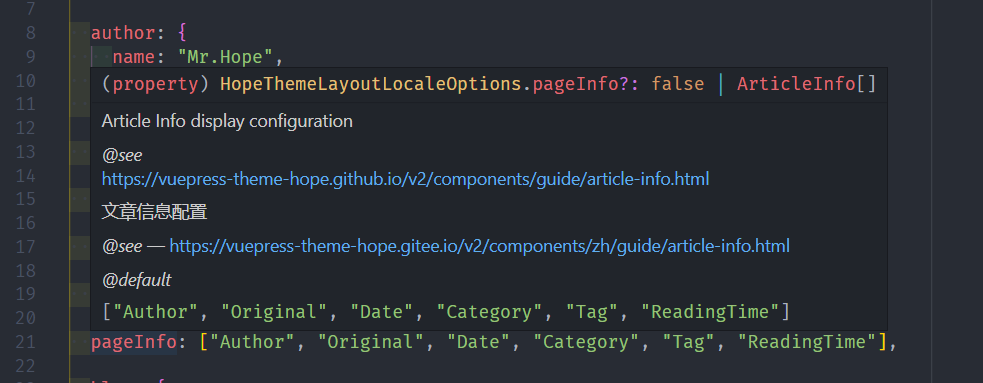 7
8 author: {
9 name: "Mr.Hope",
10 (property) HopeThemeLayoutLocaleOptions.pageInfo?: false | ArticleInfo[]
11
12 Article Info display configuration
13 @see
14 https://vuepress-theme-hope.github.io/v2/components/guide/article-info.html
15
16 文章信息配置
17 @see — https://vuepress-theme-hope.gitee.io/v2/components/zh/guide/article-info.html
18
19 @default
20 ["Author", "Original", "Date", "Category", "Tag", "ReadingTime"]
21 pageInfo: ["Author", "Original", "Date", "Category", "Tag", "ReadingTime"],
22